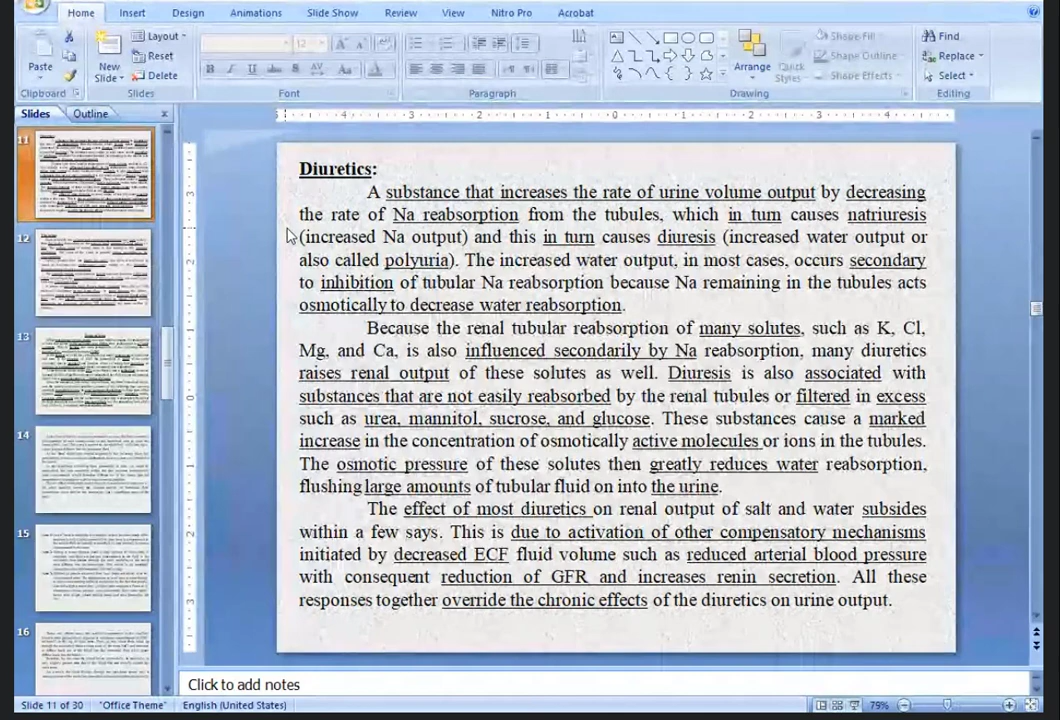 Home Insert Design Animations Slide Show Review View Nitro Pro Acrobat
Paste
New
Slide
Layout
Reset
Delete
12
Shape Fill
Shape Outline
Shape Effects
Arrange
Quick
Styles
Find
Replace
Select
Clipboard Slides Font Paragraph Drawing Editing
Slides Outline
11
12
13
14
15
16
Diuretics:
A substance that increases the rate of urine volume output by decreasing
the rate of Na reabsorption from the tubules, which in turn causes natriuresis
(increased Na output) and this in turn causes diuresis (increased water output or
also called polyuria). The increased water output, in most cases, occurs secondary
to inhibition of tubular Na reabsorption because Na remaining in the tubules acts
osmotically to decrease water reabsorption.
Because the renal tubular reabsorption of many solutes, such as K, Cl,
Mg, and Ca, is also influenced secondarily by Na reabsorption, many diuretics
raises renal output of these solutes as well. Diuresis is also associated with
substances that are not easily reabsorbed by the renal tubules or filtered in excess
such as urea, mannitol, sucrose, and glucose. These substances cause a marked
increase in the concentration of osmotically active molecules or ions in the tubules.
The osmotic pressure of these solutes then greatly reduces water reabsorption,
flushing large amounts of tubular fluid on into the urine.
The effect of most diuretics on renal output of salt and water subsides
within a few says. This is due to activation of other compensatory mechanisms
initiated by decreased ECF fluid volume such as reduced arterial blood pressure
with consequent reduction of GFR and increases renin secretion. All these
responses together override the chronic effects of the diuretics on urine output.
Click to add notes
Slide 11 of 30 "Office Theme" English (United States) 79%